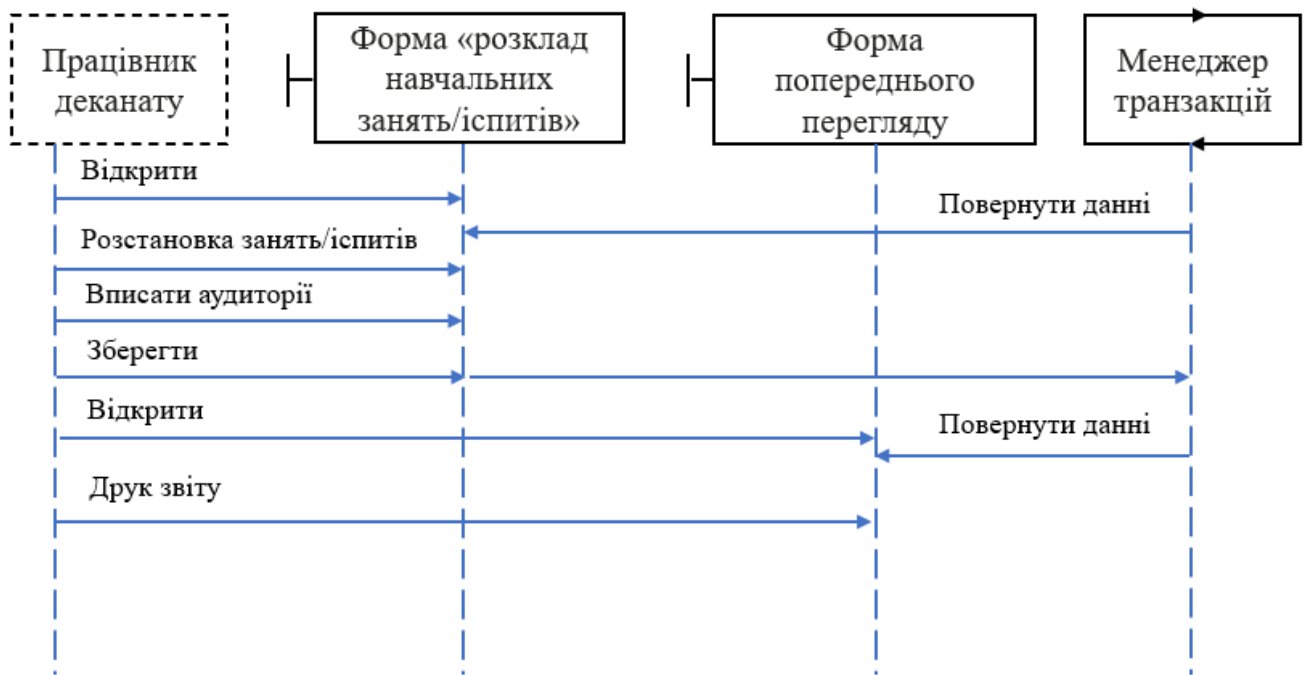 Працівник
деканату
Форма «розклад
навчальних
занять/іспитів»
Форма
попереднього
перегляду
Менеджер
транзакцій
Відкрити
Повернути данні
Розстановка занять/іспитів
Вписати аудиторії
Зберегти
Відкрити
Повернути данні
Друк звіту